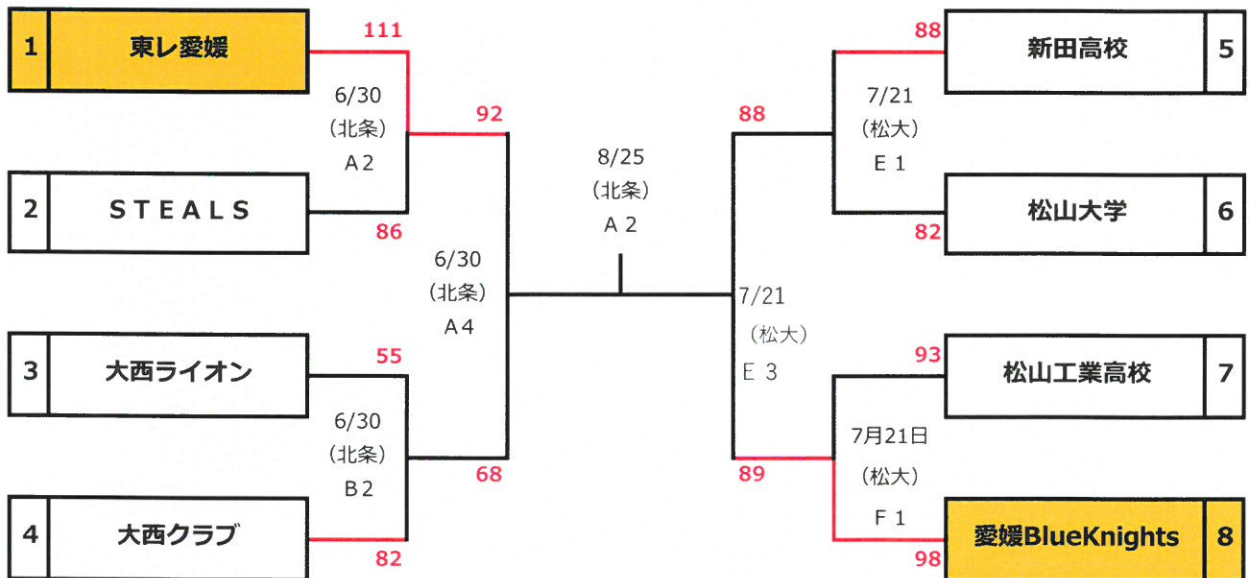 1 東レ愛媛
111
6/30
(北条)
A2
92
2 STEALS
86
6/30
(北条)
A4
3 大西ライオン
55
6/30
(北条)
B2
68
4 大西クラブ
82
8/25
(北条)
A2
88
新田高校 5
88
7/21
(松大)
E1
松山大学 6
82
7/21
(松大)
E3
93
松山工業高校 7
7月21日
(松大)
F1
89
愛媛BlueKnights 8
98